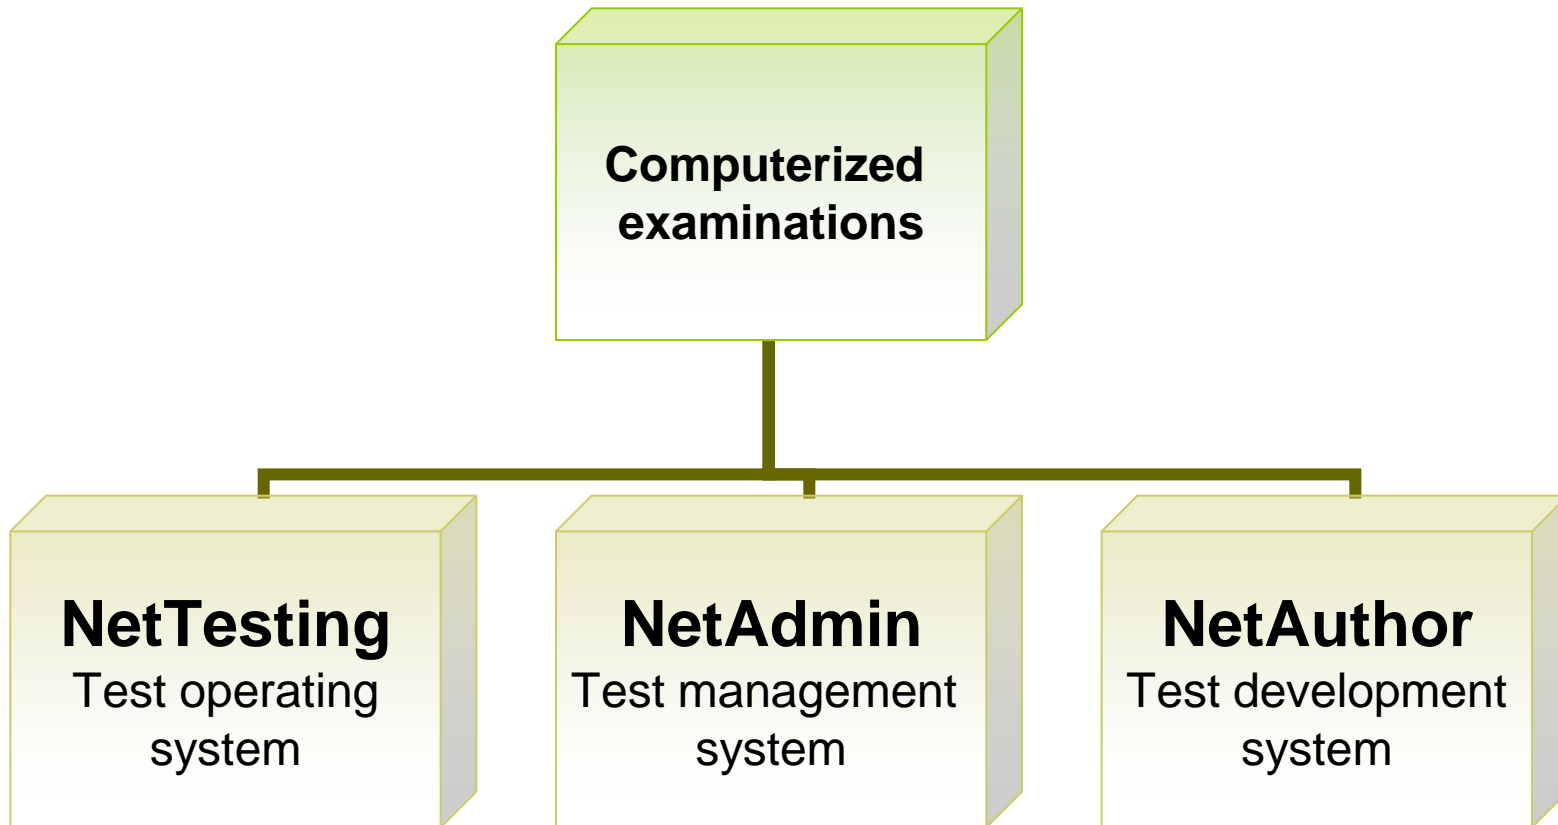 Computerized
examinations
NetTesting
Test operating
system
NetAdmin
Test management
system
NetAuthor
Test development
system